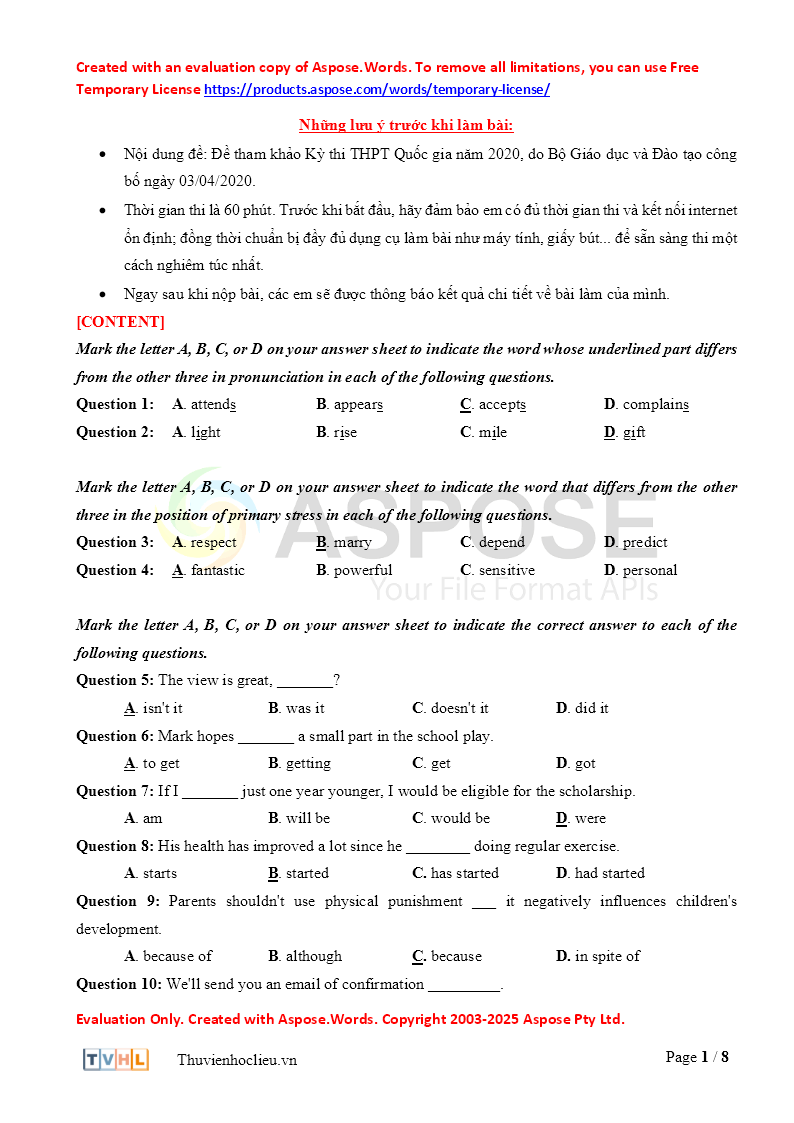 Created with an evaluation copy of Aspose.Words. To remove all limitations, you can use Free
Temporary License https://products.aspose.com/words/temporary-license/
Những lưu ý trước khi làm bài:
• Nội dung đề: Đề tham khảo Kỳ thi THPT Quốc gia năm 2020, do Bộ Giáo dục và Đào tạo công
bố ngày 03/04/2020.
• Thời gian thi là 60 phút. Trước khi bắt đầu, hãy đảm bảo em có đủ thời gian thi và kết nối internet
ổn định; đồng thời chuẩn bị đầy đủ dụng cụ làm bài như máy tính, giấy bút... để sẵn sàng thi một
cách nghiêm túc nhất.
• Ngay sau khi nộp bài, các em sẽ được thông báo kết quả chi tiết về bài làm của mình.
[CONTENT]
Mark the letter A, B, C, or D on your answer sheet to indicate the word whose underlined part differs
from the other three in pronunciation in each of the following questions.
Question 1: A. attends B. appears C. accepts D. complains
Question 2: A. light B. rise C. mile D. gift
Mark the letter A, B, C, or D on your answer sheet to indicate the word that differs from the other
three in the position of primary stress in each of the following questions.
ASPOSE
Question 3: A. respect B. marry C. depend D. predict
Question 4: A. fantastic B. powerful C. sensitive D. personal
Your File Format APIs
Mark the letter A, B, C, or D on your answer sheet to indicate the correct answer to each of the
following questions.
Question 5: The view is great, _______?
A. isn't it B. was it C. doesn't it D. did it
Question 6: Mark hopes _______ a small part in the school play.
A. to get B. getting C. get D. got
Question 7: If I _______ just one year younger, I would be eligible for the scholarship.
A. am B. will be C. would be D. were
Question 8: His health has improved a lot since he ________ doing regular exercise.
A. starts B. started C. has started D. had started
Question 9: Parents shouldn't use physical punishment ___ it negatively influences children's
development.
A. because of B. although C. because D. in spite of
Question 10: We'll send you an email of confirmation _________.
Evaluation Only. Created with Aspose.Words. Copyright 2003-2025 Aspose Pty Ltd.
TVHL Thuvienhoclieu.vn Page 1 / 8